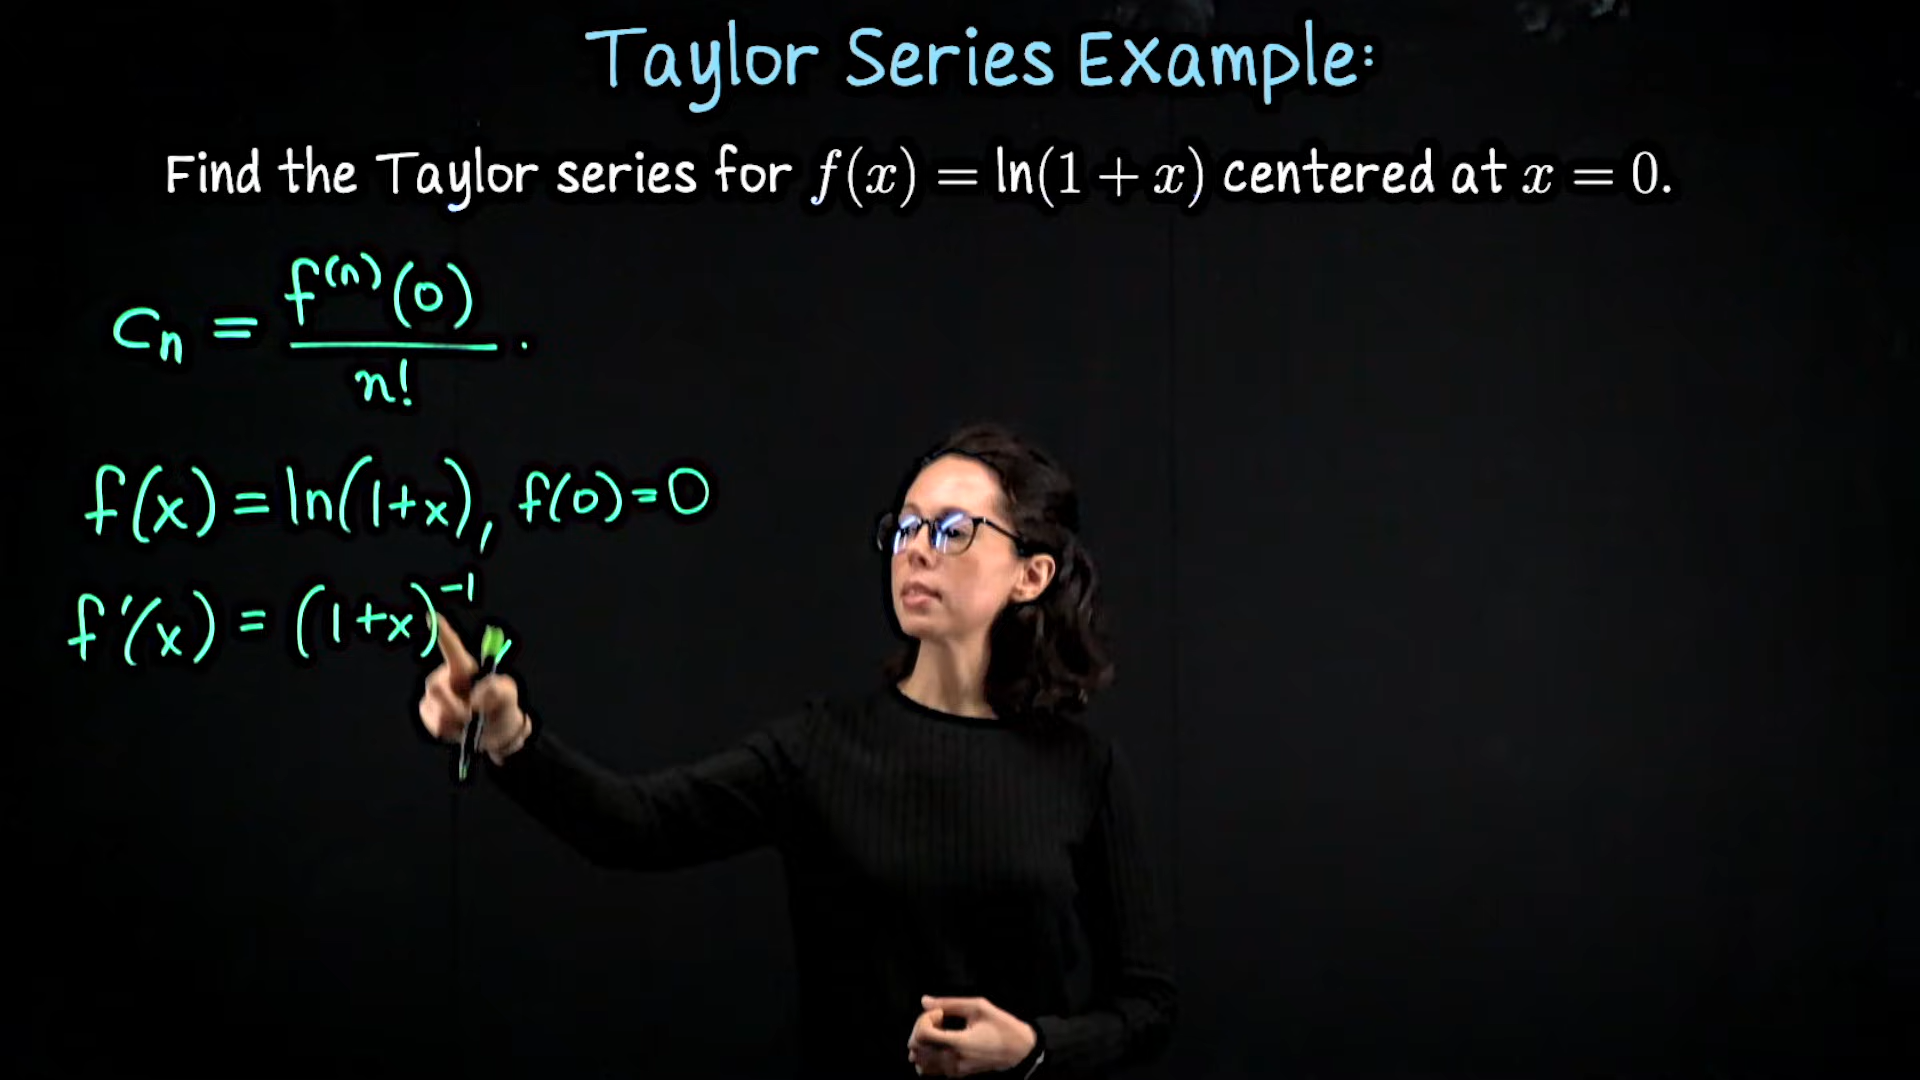 Taylor Series Example:
Find the Taylor series for f(x) = ln(1 + x) centered at x = 0.
cₙ = f⁽ⁿ⁾(0) / n! .
f(x) = ln(1+x), f(0)=0
f'(x) = (1+x)⁻¹,